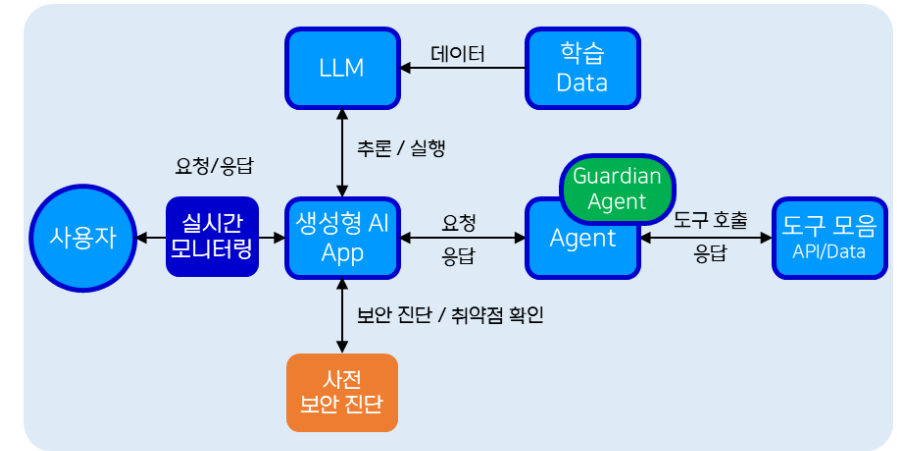 LLM
데이터
학습
Data
추론 / 실행
요청/응답
사용자
실시간
모니터링
생성형 AI
App
요청
응답
Guardian
Agent
Agent
도구 호출
응답
도구 모음
API/Data
보안 진단 / 취약점 확인
사전
보안 진단